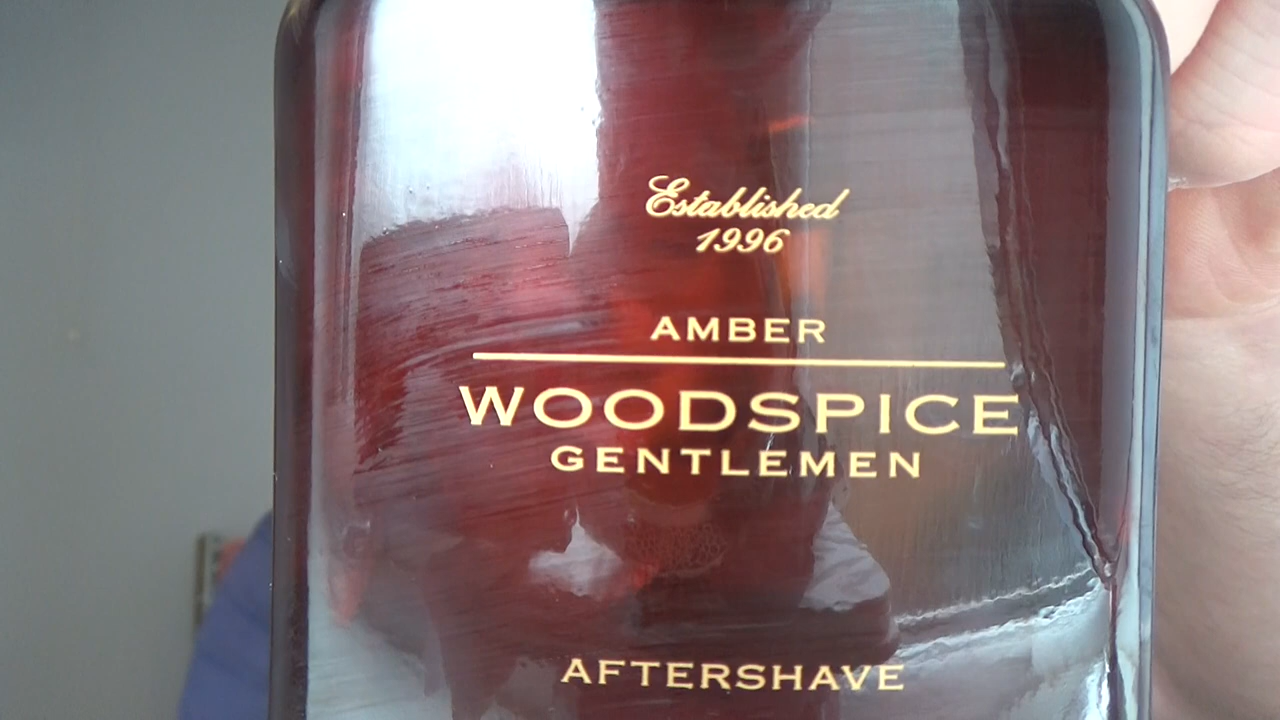 Established
1996
AMBER
WOODSPICE
GENTLEMEN
AFTERSHAVE